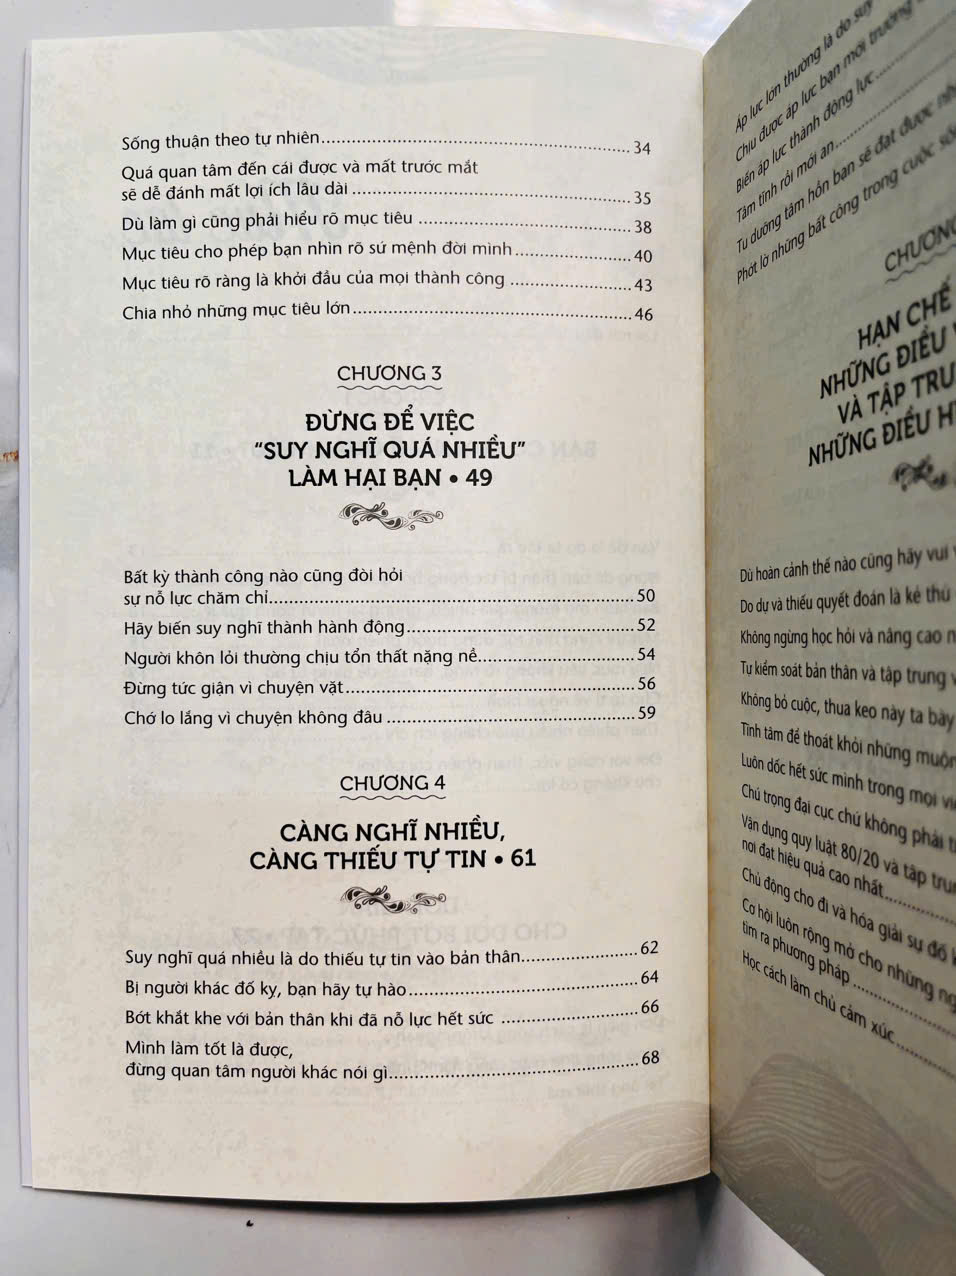 Sống thuận theo tự nhiên..................................................................34
Quá quan tâm đến cái được và mất trước mắt
sẽ dễ đánh mất lợi ích lâu dài............................................................35
Dù làm gì cũng phải hiểu rõ mục tiêu ..............................................38
Mục tiêu cho phép bạn nhìn rõ sứ mệnh đời mình.........................40
Mục tiêu rõ ràng là khởi đầu của mọi thành công .........................43
Chia nhỏ những mục tiêu lớn............................................................46
CHƯƠNG 3
ĐỪNG ĐỂ VIỆC
“SUY NGHĨ QUÁ NHIỀU”
LÀM HẠI BẠN • 49
Bất kỳ thành công nào cũng đòi hỏi
sự nỗ lực chăm chỉ............................................................................50
Hãy biến suy nghĩ thành hành động.................................................52
Người khôn lỏi thường chịu tổn thất nặng nề.................................54
Đừng tức giận vì chuyện vặt.............................................................56
Chớ lo lắng vì chuyện không đâu .....................................................59
CHƯƠNG 4
CÀNG NGHĨ NHIỀU,
CÀNG THIẾU TỰ TIN • 61
Suy nghĩ quá nhiều là do thiếu tự tin vào bản thân.........................62
Bị người khác đố kỵ, bạn hãy tự hào.................................................64
Bớt khắt khe với bản thân khi đã nỗ lực hết sức .............................66
Mình làm tốt là được,
đừng quan tâm người khác nói gì.....................................................68
Áp lực lớn thường là do suy
Chịu được áp lực bạn mới trưởng
Biến áp lực thành động lực..........
Tâm tính rồi mới an....................
Tu dưỡng tâm hồn bạn sẽ đạt được
Phớt lờ những bất công trong cuộc
CHƯƠNG
HẠN CHẾ
NHỮNG ĐIỀU
VÀ TẬP
NHỮNG ĐIỀU
Dù hoàn cảnh thế nào cũng hãy vui
Do dự và thiếu quyết đoán là kẻ thù
Không ngừng học hỏi và nâng cao
Tự kiểm soát bản thân và tập trung
Không bỏ cuộc, thua keo này ta bày
Tĩnh tâm để thoát khỏi những muộn
Luôn dốc hết sức mình trong mọi
Chú trọng đại cục chứ không phải
Vận dụng quy luật 80/20 và tập
nơi đạt hiệu quả cao nhất...........
Chủ động cho đi và hóa giải sự đố
Cơ hội luôn rộng mở cho những
tìm ra phương pháp ..................
Học cách làm chủ cảm xúc.........